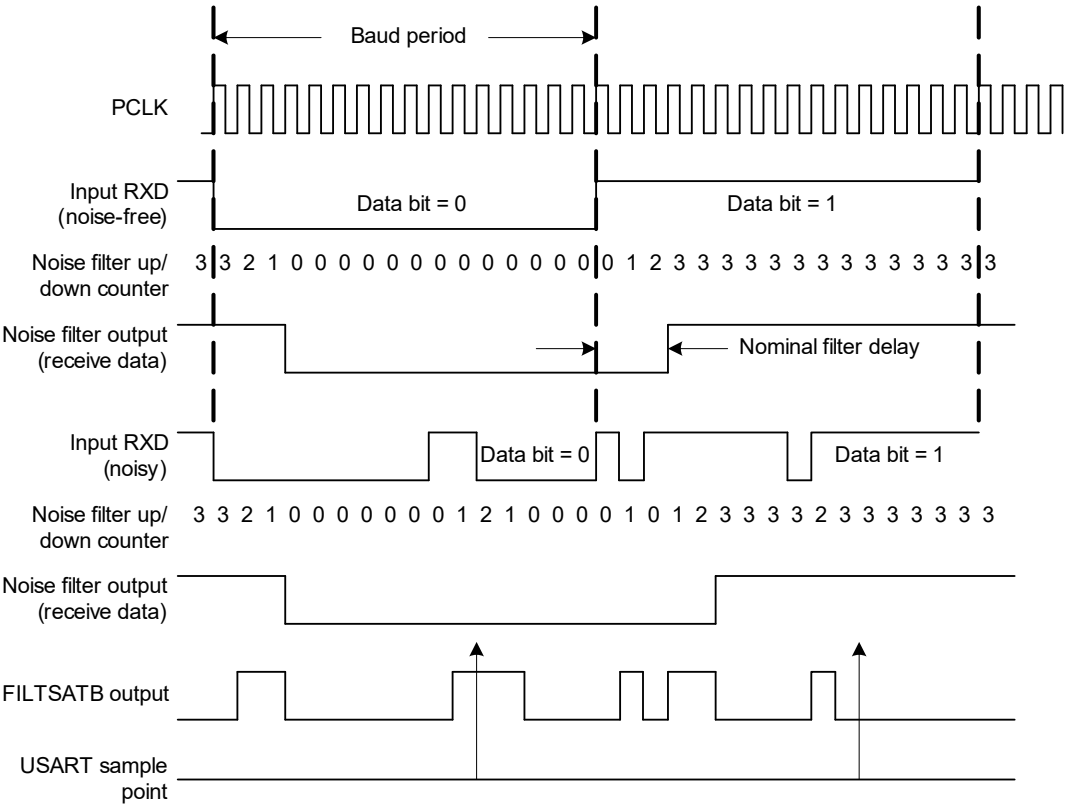 Baud period
PCLK
Input RXD
(noise-free)
Data bit = 0
Data bit = 1
Noise filter up/
down counter
3 3 2 1 0 0 0 0 0 0 0 0 0 0 0 0 0 0 1 2 3 3 3 3 3 3 3 3 3 3 3 3 3 3
Noise filter output
(receive data)
Nominal filter delay
Input RXD
(noisy)
Data bit = 0
Data bit = 1
Noise filter up/
down counter
3 3 2 1 0 0 0 0 0 0 0 1 2 1 0 0 0 0 1 0 1 2 3 3 3 3 2 3 3 3 3 3 3 3
Noise filter output
(receive data)
FILTSATB output
USART sample
point